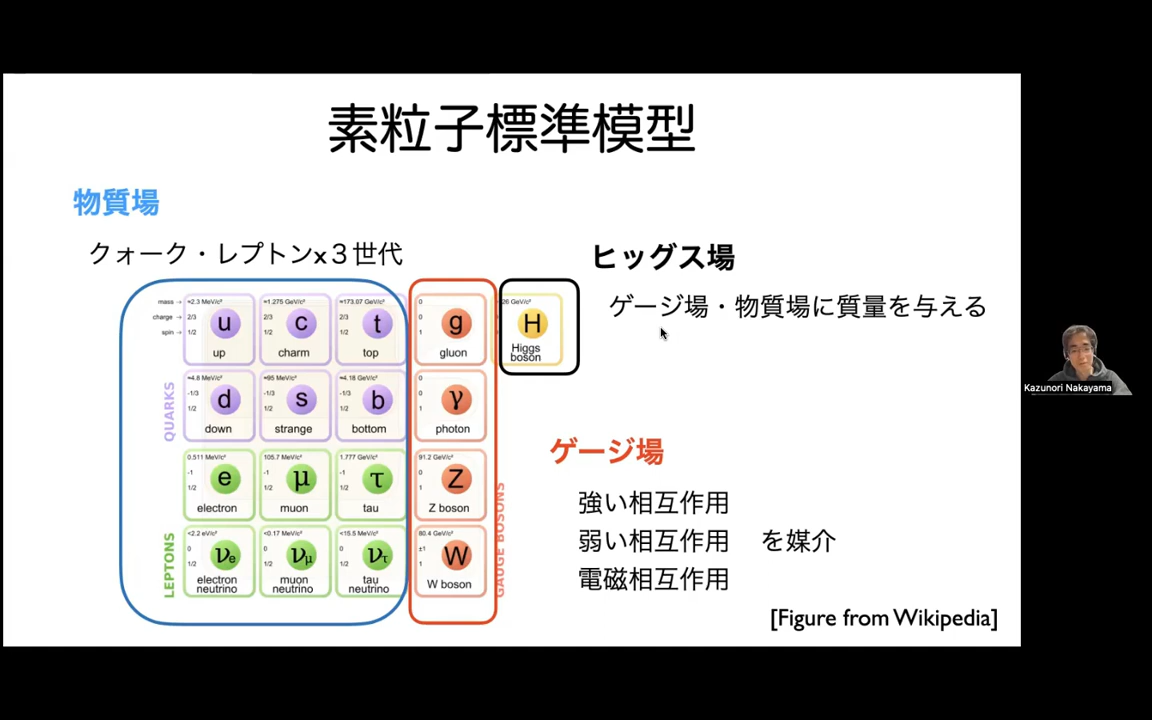 素粒子標準模型
物質場
クォーク・レプトンx３世代
ヒッグス場
ゲージ場・物質場に質量を与える
mass → ≈2.3 MeV/c² ≈1.275 GeV/c² ≈173.07 GeV/c² 0 26 GeV/c²
charge → 2/3 2/3 2/3 0
u c t g H
spin → 1/2 1/2 1/2 1
up charm top gluon Higgs boson
QUARKS
≈4.8 MeV/c² ≈95 MeV/c² ≈4.18 GeV/c² 0
-1/3 -1/3 -1/3 0
d s b γ
1/2 1/2 1/2 1
down strange bottom photon
ゲージ場
強い相互作用
弱い相互作用 を媒介
電磁相互作用
0.511 MeV/c² 105.7 MeV/c² 1.777 GeV/c² 91.2 GeV/c²
-1 -1 -1 0
e μ τ Z
1/2 1/2 1/2 1
electron muon tau Z boson
LEPTONS
GAUGE BOSONS
<2.2 eV/c² <0.17 MeV/c² <15.5 MeV/c² 80.4 GeV/c²
0 0 0 ±1
νe νμ ντ W
1/2 1/2 1/2 1
electron neutrino muon neutrino tau neutrino W boson
[Figure from Wikipedia]
Kazunori Nakayama